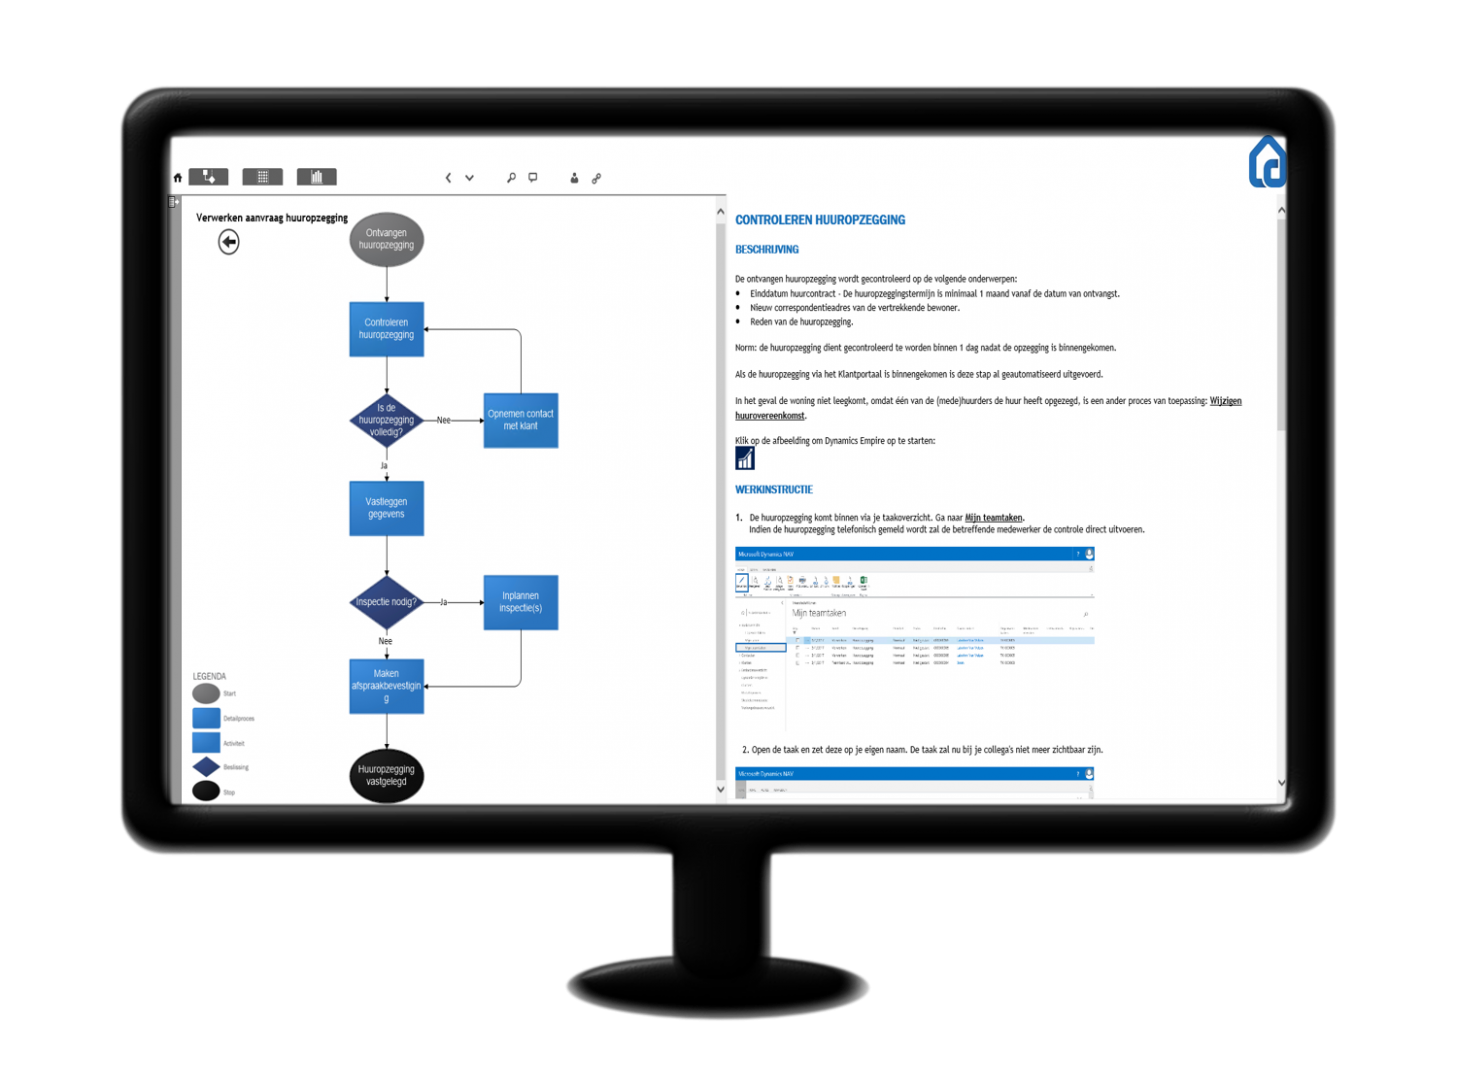 Verwerken aanvraag huuropzegging
Ontvangen
huuropzegging
Controleren
huuropzegging
Is de
huuropzegging
volledig?
Nee
Opnemen contact
met klant
Ja
Vastleggen
gegevens
Inspectie nodig?
Ja
Inplannen
inspectie(s)
Nee
Maken
afspraakbevestigin
g
Huuropzegging
vastgelegd
LEGENDA
Start
Detailproces
Activiteit
Beslissing
Stop
CONTROLEREN HUUROPZEGGING
BESCHRIJVING
De ontvangen huuropzegging wordt gecontroleerd op de volgende onderwerpen:
• Einddatum huurcontract - De huuropzeggingstermijn is minimaal 1 maand vanaf de datum van ontvangst.
• Nieuw correspondentieadres van de vertrekkende bewoner.
• Reden van de huuropzegging.
Norm: de huuropzegging dient gecontroleerd te worden binnen 1 dag nadat de opzegging is binnengekomen.
Als de huuropzegging via het Klantportaal is binnengekomen is deze stap al geautomatiseerd uitgevoerd.
In het geval de woning niet leegkomt, omdat één van de (mede)huurders de huur heeft opgezegd, is een ander proces van toepassing: Wijzigen
huurovereenkomst.
Klik op de afbeelding om Dynamics Empire op te starten:
WERKINSTRUCTIE
1. De huuropzegging komt binnen via je taakoverzicht. Ga naar Mijn teamtaken.
Indien de huuropzegging telefonisch gemeld wordt zal de betreffende medewerker de controle direct uitvoeren.
Microsoft Dynamics NAV
?
Mijn teamtaken
2. Open de taak en zet deze op je eigen naam. De taak zal nu bij je collega's niet meer zichtbaar zijn.
Microsoft Dynamics NAV
?